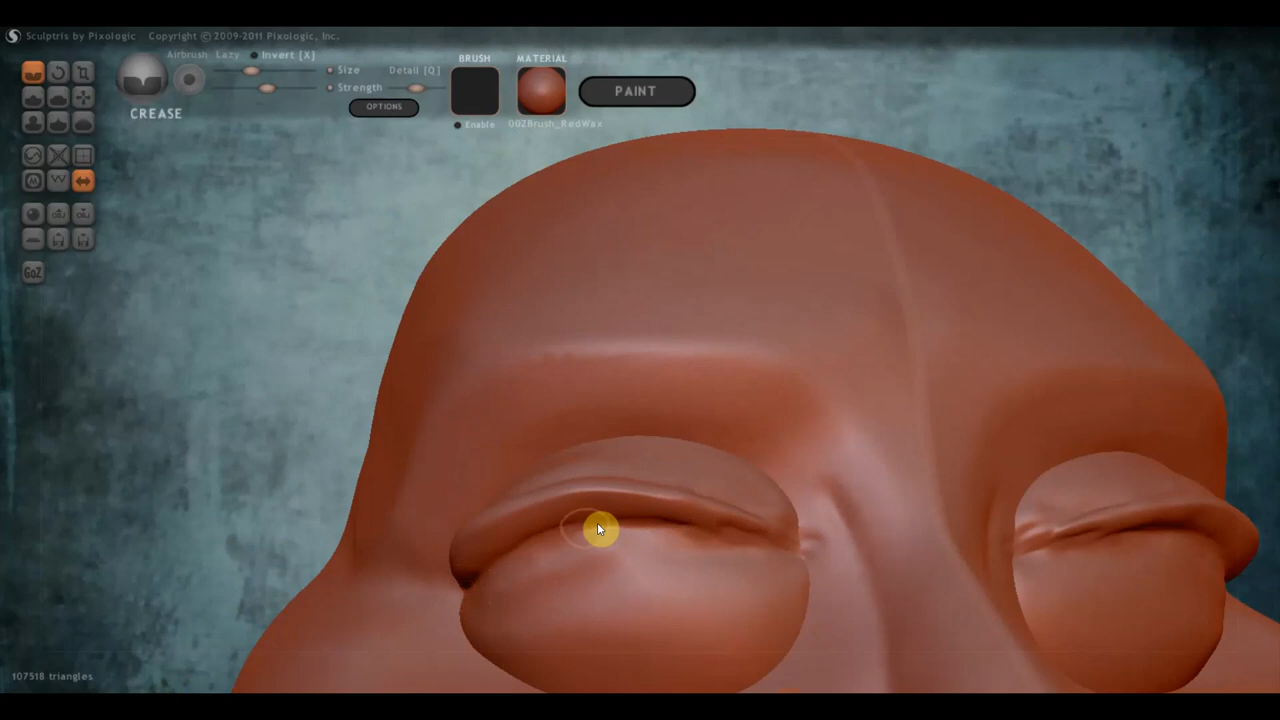 Sculptris by Pixologic Copyright © 2009-2011 Pixologic, Inc.
Airbrush Lazy Invert [X]
Size Detail [Q]
Strength
OPTIONS
CREASE
BRUSH
Enable
MATERIAL
00ZBrush_RedWax
PAINT
GoZ
107518 triangles